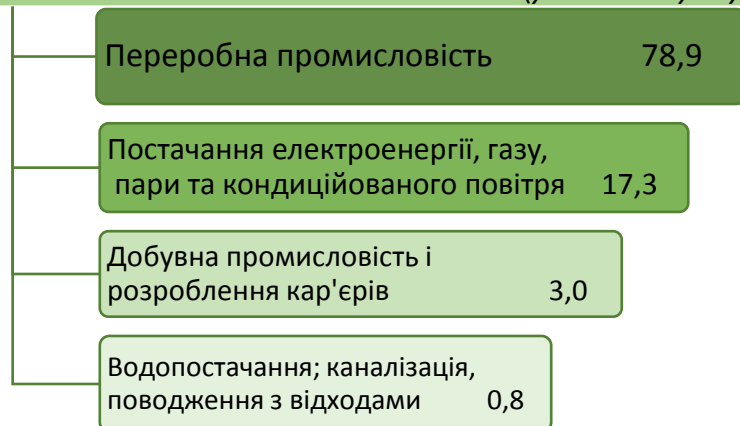 Переробна промисловість 78,9
Постачання електроенергії, газу,
пари та кондиційованого повітря 17,3
Добувна промисловість і
розроблення кар'єрів 3,0
Водопостачання; каналізація,
поводження з відходами 0,8